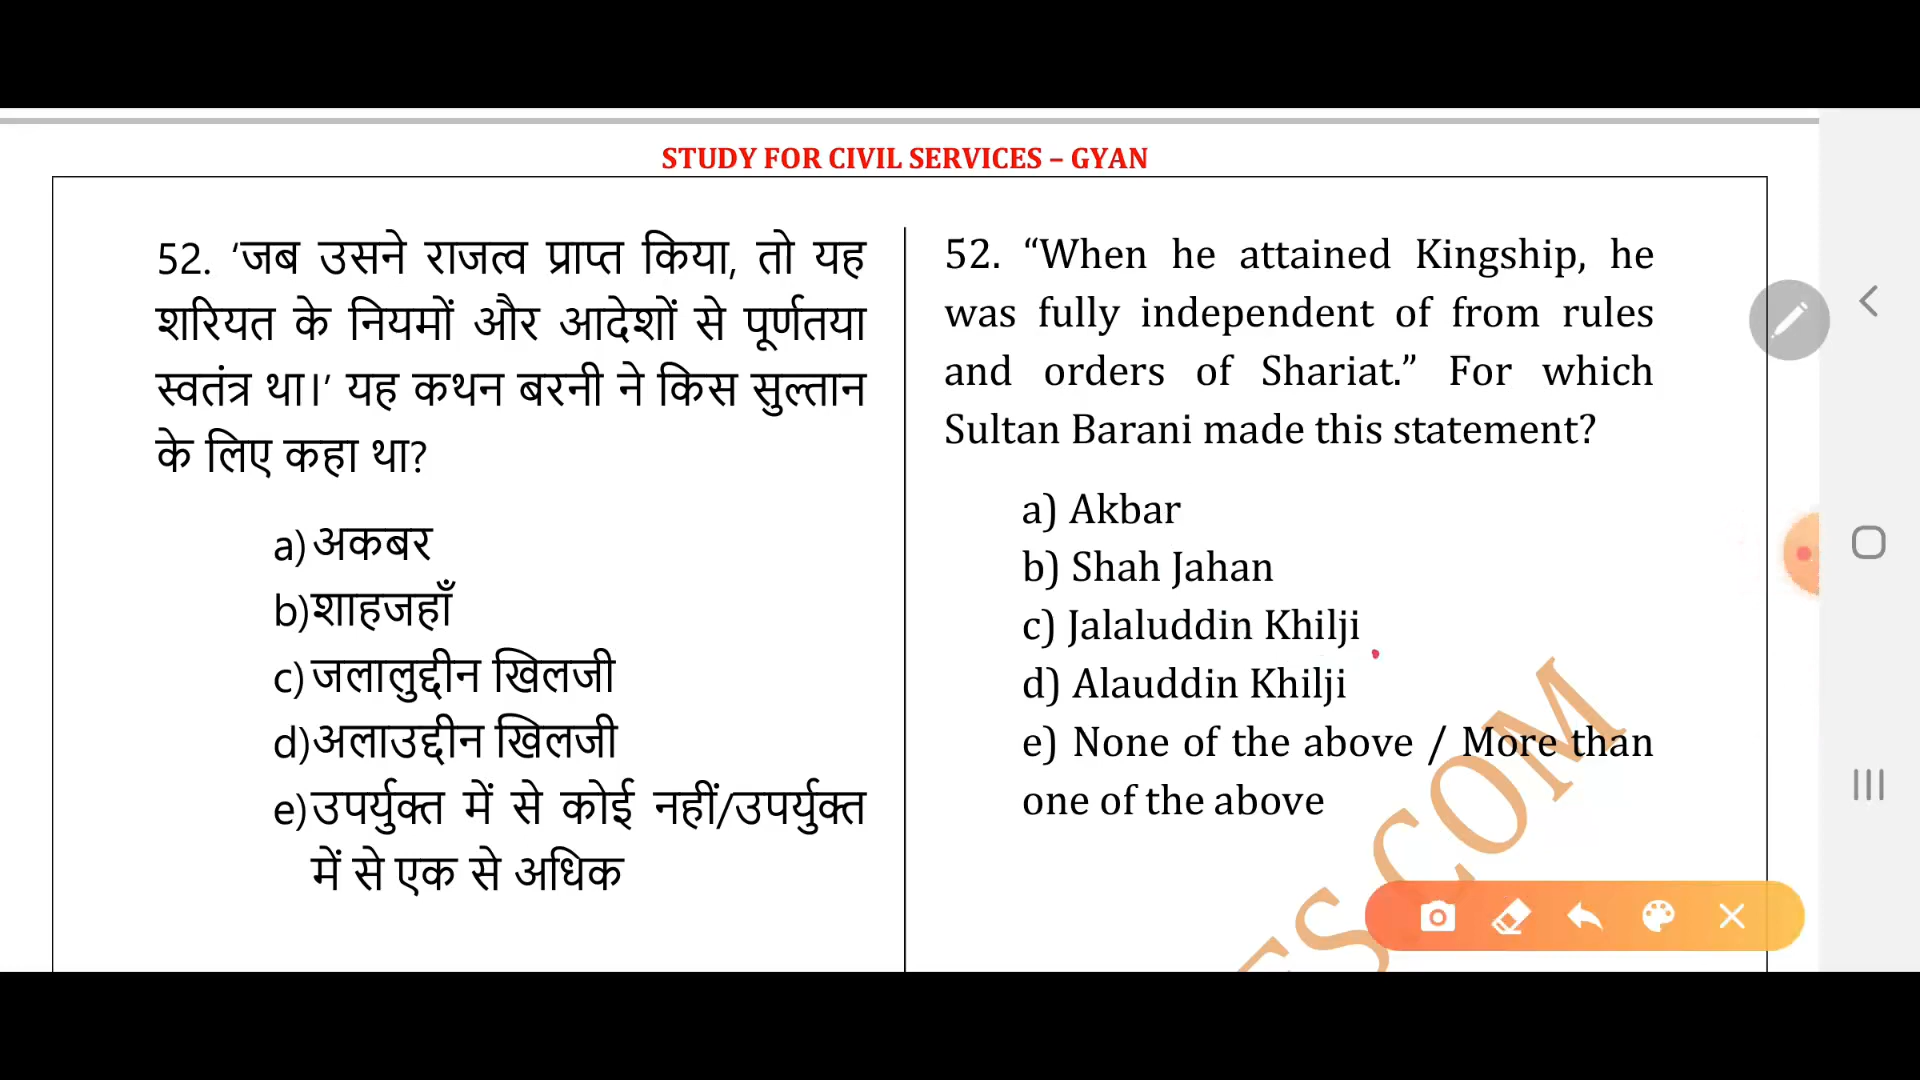 STUDY FOR CIVIL SERVICES – GYAN
52. ‘जब उसने राजत्व प्राप्त किया, तो यह
शरियत के नियमों और आदेशों से पूर्णतया
स्वतंत्र था।’ यह कथन बरनी ने किस सुल्तान
के लिए कहा था?
a) अकबर
b) शाहजहाँ
c) जलालुद्दीन खिलजी
d) अलाउद्दीन खिलजी
e) उपर्युक्त में से कोई नहीं/उपर्युक्त
में से एक से अधिक
52. “When he attained Kingship, he
was fully independent of from rules
and orders of Shariat.” For which
Sultan Barani made this statement?
a) Akbar
b) Shah Jahan
c) Jalaluddin Khilji
d) Alauddin Khilji
e) None of the above / More than
one of the above